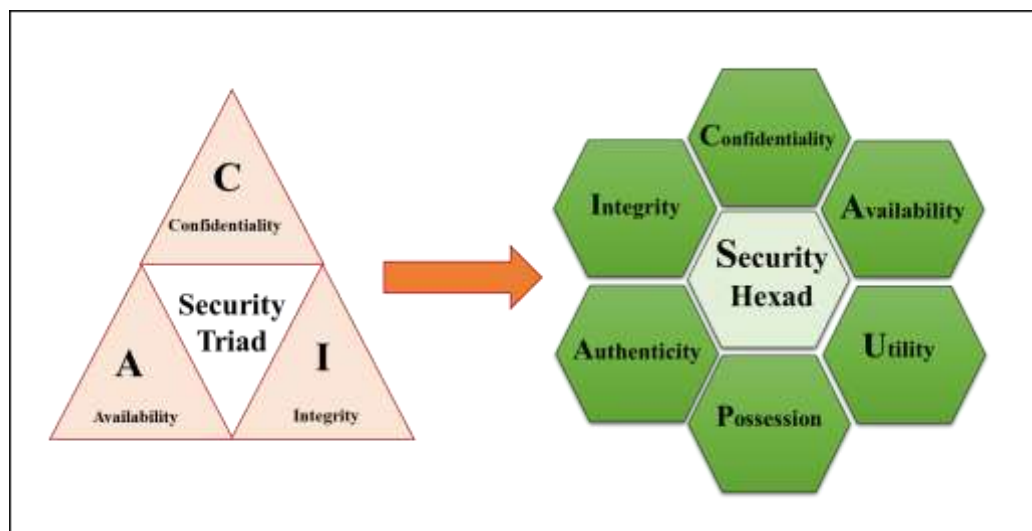 C
Confidentiality
Security
Triad
A
Availability
I
Integrity
Confidentiality
Integrity
Availability
Security
Hexad
Authenticity
Utility
Possession